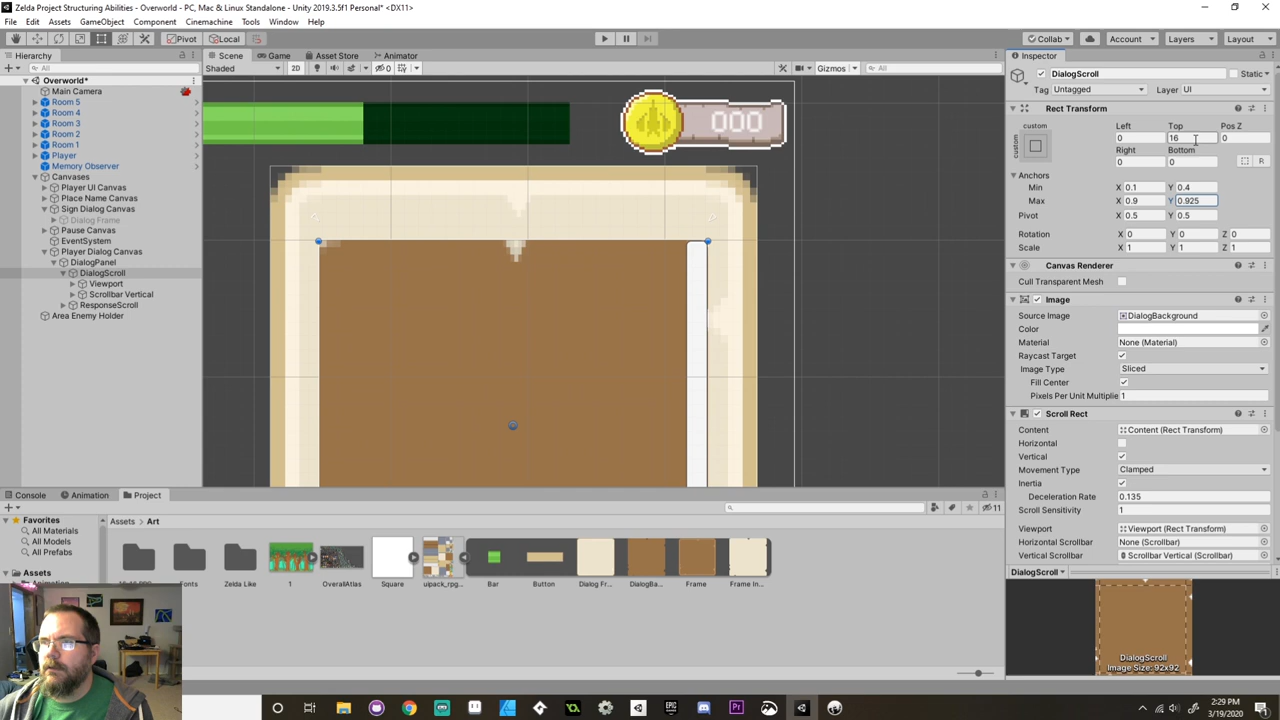 Zelda Project Structuring Abilities - Overworld - PC, Mac & Linux Standalone - Unity 2019.3.5f1 Personal* <DX11>
File Edit Assets GameObject Component Cinemachine Tools Window Help
Pivot Local Collab Account Layers Layout
Hierarchy Scene Game Asset Store Animator Inspector
All Shaded 2D 0 Gizmos All DialogScroll Static
Overworld* Tag Untagged Layer UI
Main Camera
Room 5
Room 4
Room 3
Room 2
Room 1
Player
Memory Observer
Canvases
Player UI Canvas
Place Name Canvas
Sign Dialog Canvas
Dialog Frame
Pause Canvas
EventSystem
Player Dialog Canvas
DialogPanel
DialogScroll
Viewport
Scrollbar Vertical
ResponseScroll
Area Enemy Holder
000
Rect Transform
custom Left Top Pos Z
custom 0 16 0
Right Bottom
0 0 R
Anchors
Min X 0.1 Y 0.4
Max X 0.9 Y 0.925
Pivot X 0.5 Y 0.5
Rotation X 0 Y 0 Z 0
Scale X 1 Y 1 Z 1
Canvas Renderer
Cull Transparent Mesh
Image
Source Image DialogBackground
Color
Material None (Material)
Raycast Target
Image Type Sliced
Fill Center
Pixels Per Unit Multiplie 1
Scroll Rect
Content Content (Rect Transform)
Horizontal
Vertical
Movement Type Clamped
Inertia
Deceleration Rate 0.135
Scroll Sensitivity 1
Viewport Viewport (Rect Transform)
Horizontal Scrollbar None (Scrollbar)
Vertical Scrollbar Scrollbar Vertical (Scrollbar)
DialogScroll
DialogScroll
Image Size: 92x92
Console Animation Project
11
Favorites
All Materials
All Models
All Prefabs
Assets
Assets > Art
Fonts Zelda Like 1 OverallAtlas Square uipack_rpg... Bar Button Dialog Fr... DialogBa... Frame Frame In...
2:29 PM
3/19/2020